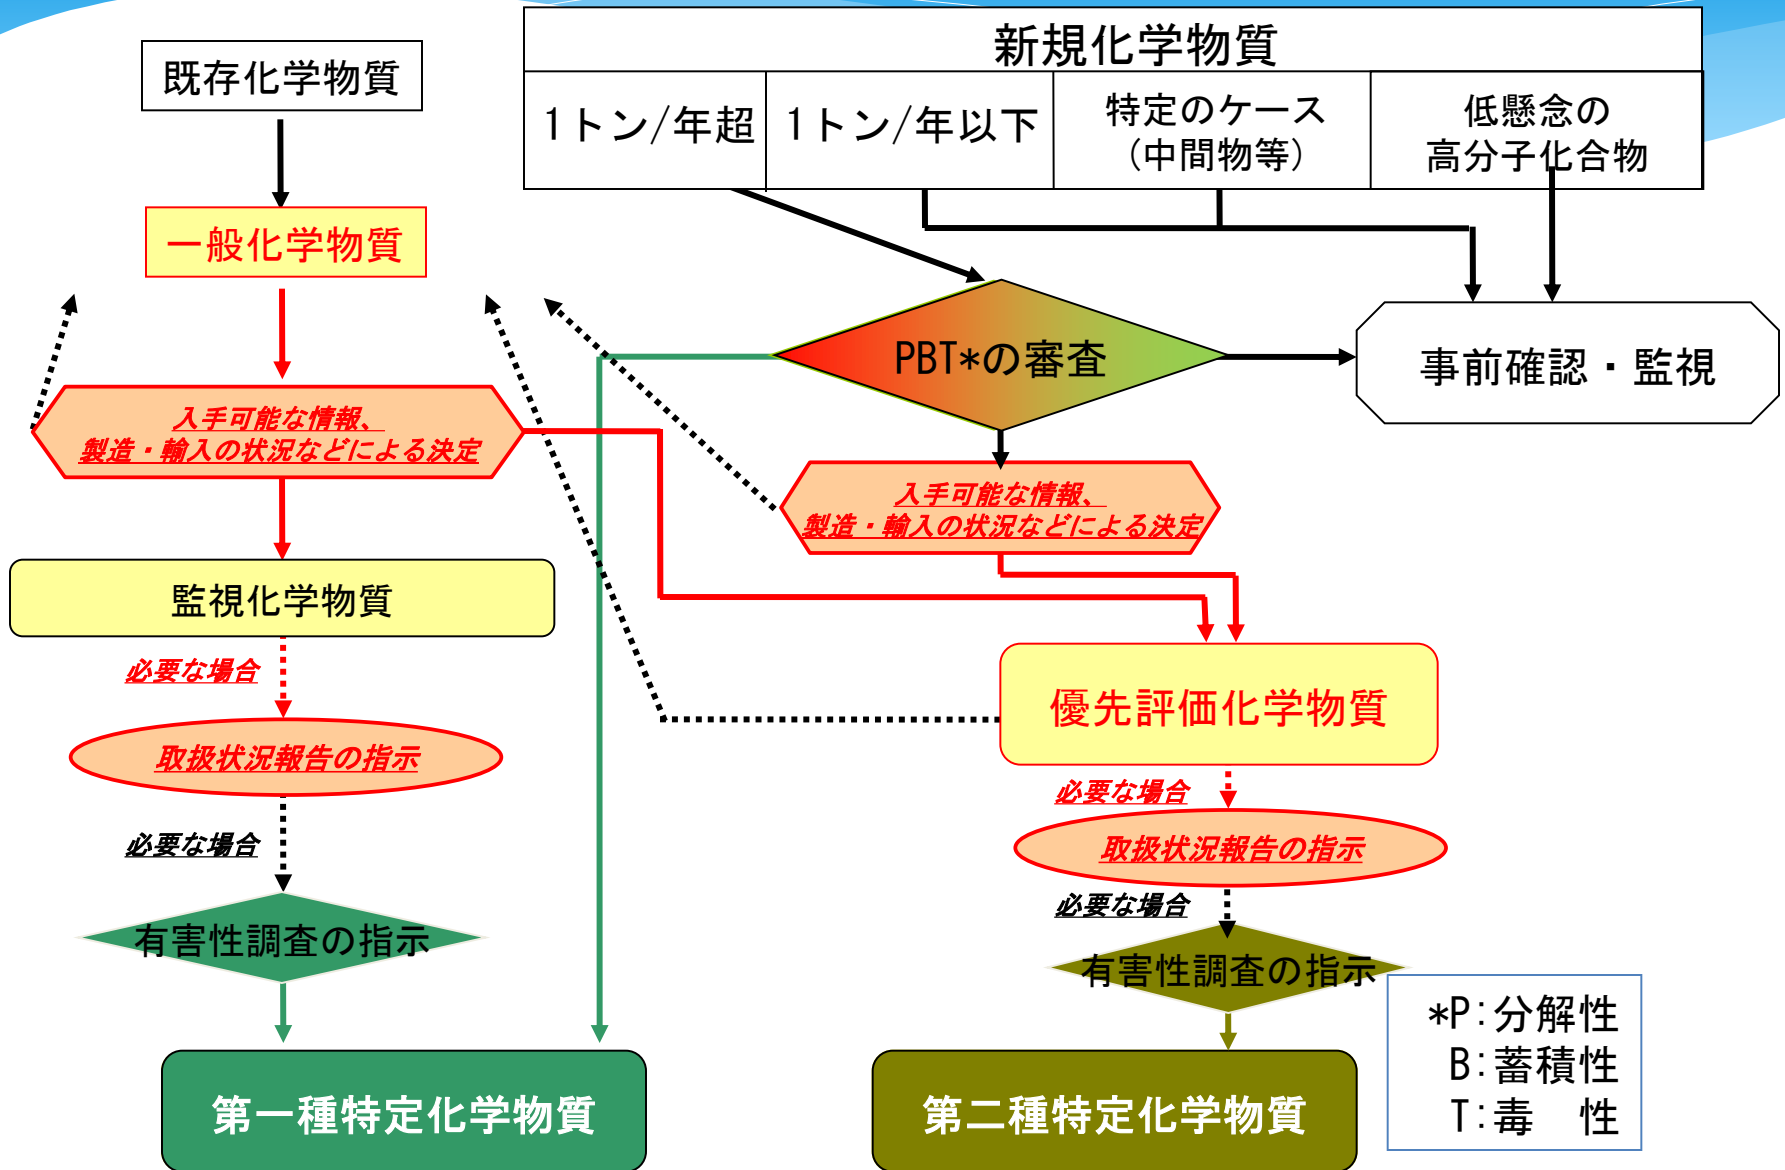 既存化学物質
新規化学物質
1トン/年超
1トン/年以下
特定のケース
(中間物等)
低懸念の
高分子化合物
一般化学物質
PBT*の審査
事前確認・監視
入手可能な情報、
製造・輸入の状況などによる決定
入手可能な情報、
製造・輸入の状況などによる決定
監視化学物質
必要な場合
優先評価化学物質
取扱状況報告の指示
必要な場合
必要な場合
取扱状況報告の指示
必要な場合
有害性調査の指示
有害性調査の指示
*P:分解性
B:蓄積性
T:毒　性
第一種特定化学物質
第二種特定化学物質